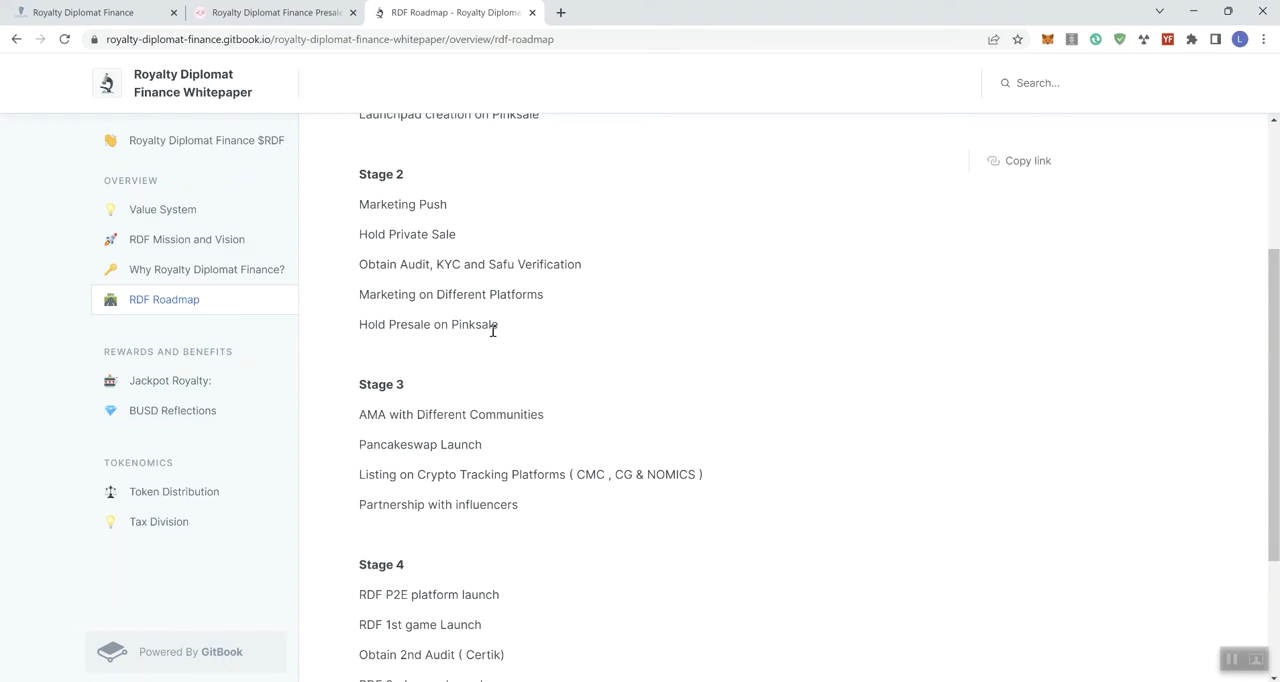 Royalty Diplomat Finance
Royalty Diplomat Finance Presale
RDF Roadmap - Royalty Diploma
royalty-diplomat-finance.gitbook.io/royalty-diplomat-finance-whitepaper/overview/rdf-roadmap
YF
L
Royalty Diplomat
Finance Whitepaper
Search...
Royalty Diplomat Finance $RDF
OVERVIEW
Value System
RDF Mission and Vision
Why Royalty Diplomat Finance?
RDF Roadmap
REWARDS AND BENEFITS
Jackpot Royalty:
BUSD Reflections
TOKENOMICS
Token Distribution
Tax Division
Powered By GitBook
Launchpad creation on Pinksale
Copy link
Stage 2
Marketing Push
Hold Private Sale
Obtain Audit, KYC and Safu Verification
Marketing on Different Platforms
Hold Presale on Pinksale
Stage 3
AMA with Different Communities
Pancakeswap Launch
Listing on Crypto Tracking Platforms ( CMC , CG & NOMICS )
Partnership with influencers
Stage 4
RDF P2E platform launch
RDF 1st game Launch
Obtain 2nd Audit ( Certik)